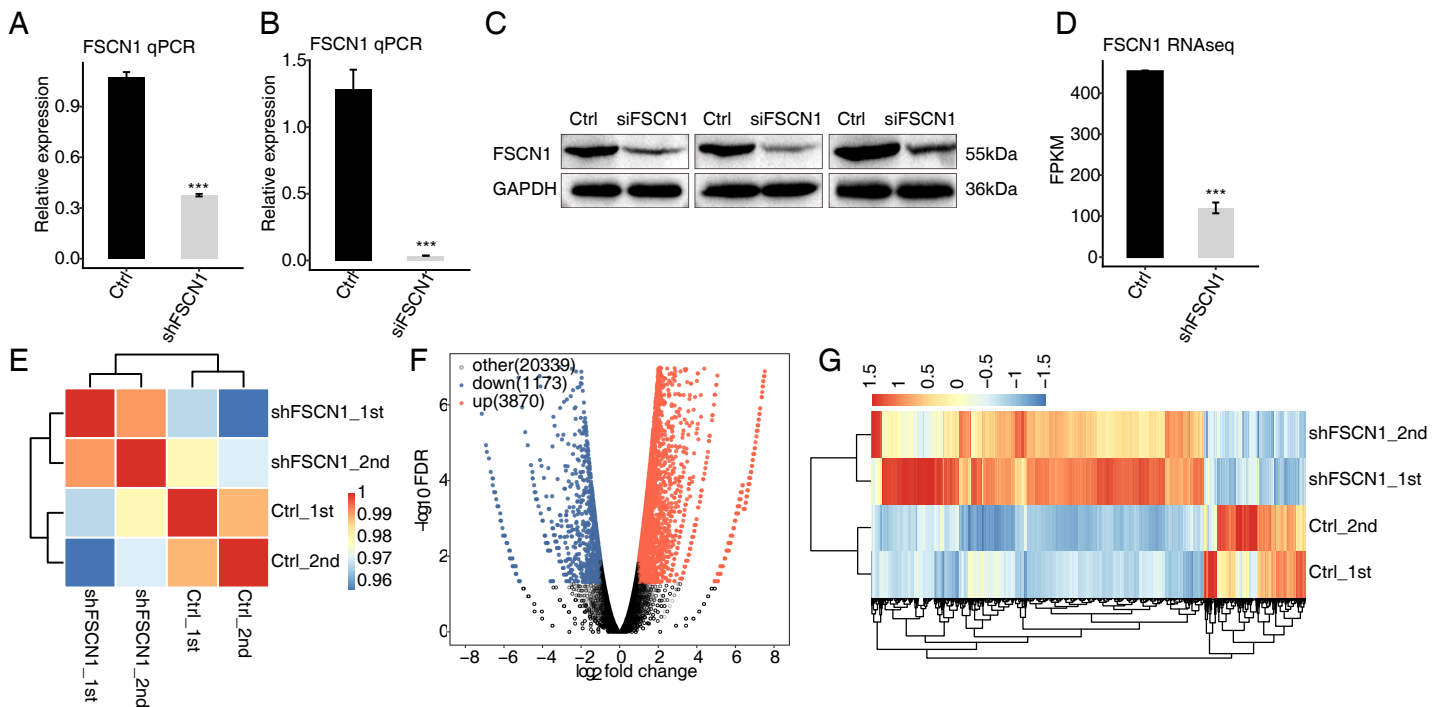 A
FSCN1 qPCR
Relative expression
0.9
0.6
0.3
0.0
***
Ctrl
shFSCN1
B
FSCN1 qPCR
Relative expression
1.5
1.0
0.5
0.0
***
Ctrl
siFSCN1
C
Ctrl siFSCN1 Ctrl siFSCN1 Ctrl siFSCN1
FSCN1 55kDa
GAPDH 36kDa
D
FSCN1 RNAseq
FPKM
400
300
200
100
0
***
Ctrl
shFSCN1
E
shFSCN1_1st
shFSCN1_2nd
Ctrl_1st
Ctrl_2nd
shFSCN1_1st
shFSCN1_2nd
Ctrl_1st
Ctrl_2nd
1
0.99
0.97
0.96
F
other(20339)
down(1173)
up(3870)
-log10 FDR
6
4
2
0
−8 −6 −4 −2 0 2 4 6 8
log2 fold change
G
1.5 1 0.5 0 −0.5 −1 −1.5
shFSCN1_2nd
shFSCN1_1st
Ctrl_2nd
Ctrl_1st